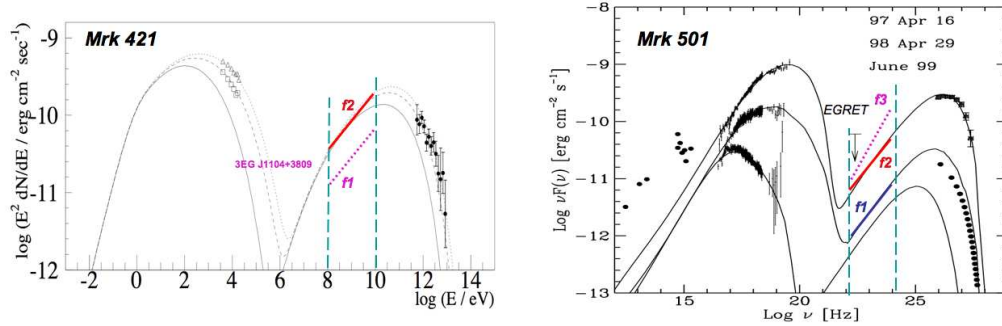 Mrk 421
log (E² dN/dE / erg cm⁻² sec⁻¹)
-9
-10
-11
-12
f2
3EG J1104+3809
f1
-2 0 2 4 6 8 10 12 14
log (E / eV)
Mrk 501
97 Apr 16
98 Apr 29
June 99
Log νF(ν) [erg cm⁻² s⁻¹]
-8
-9
-10
-11
-12
-13
EGRET
f3
f2
f1
15 20 25
Log ν [Hz]